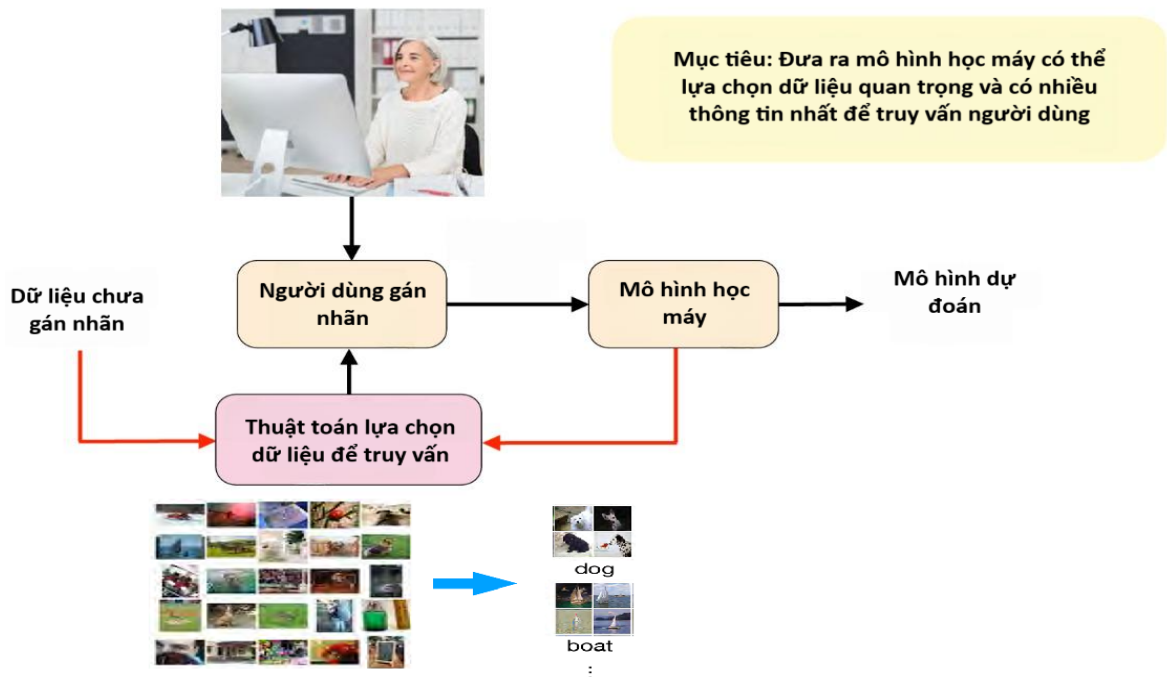 Mục tiêu: Đưa ra mô hình học máy có thể
lựa chọn dữ liệu quan trọng và có nhiều
thông tin nhất để truy vấn người dùng
Dữ liệu chưa
gán nhãn
Người dùng gán
nhãn
Mô hình học
máy
Mô hình dự
đoán
Thuật toán lựa chọn
dữ liệu để truy vấn
dog
boat
: